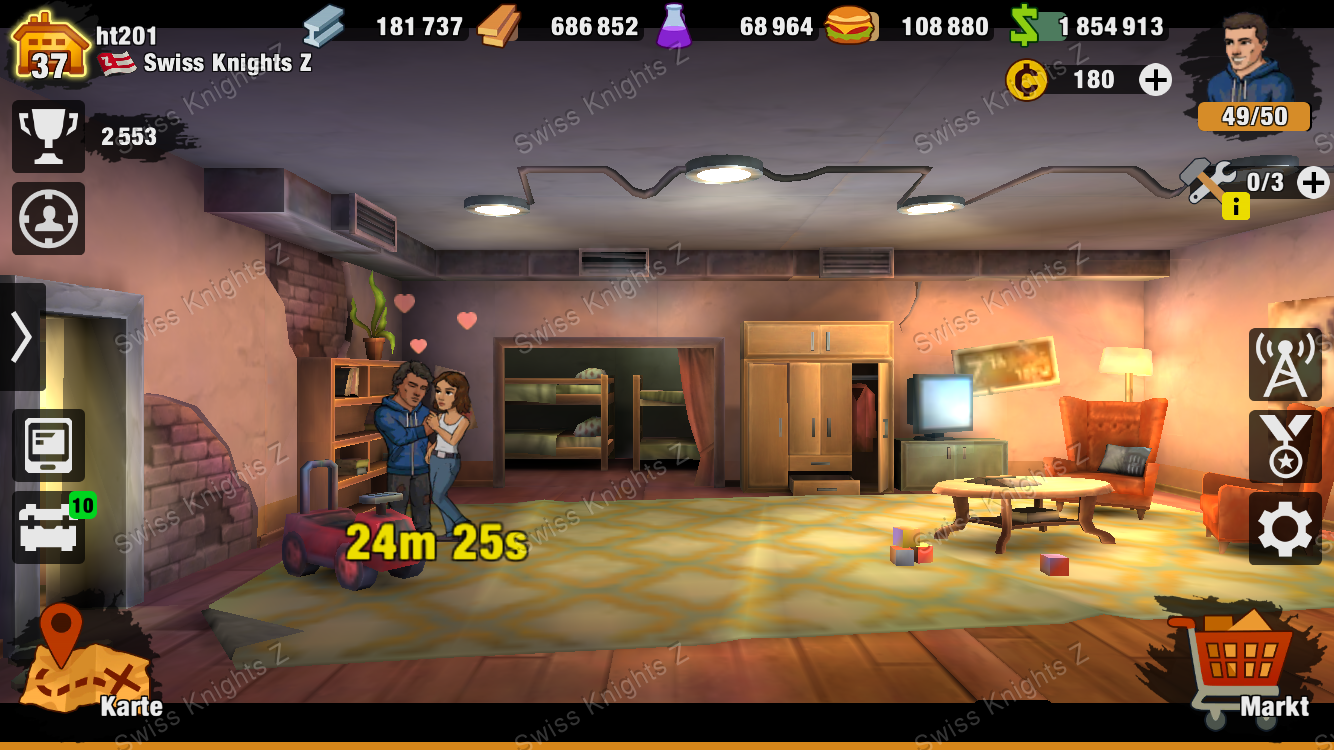 181 737
686 852
68 964
108 880
1 854 913
ht201
37
Swiss Knights Z
180
49/50
2 553
0/3
i
10
24m 25s
Karte
Markt
Swiss Knights Z
Swiss Knights Z
Swiss Knights Z
Swiss Knights Z
Swiss Knights Z
Swiss Knights Z
Swiss Knights Z
Swiss Knights Z
Swiss Knights Z
Swiss Knights Z
Swiss Knights Z
Swiss Knights Z